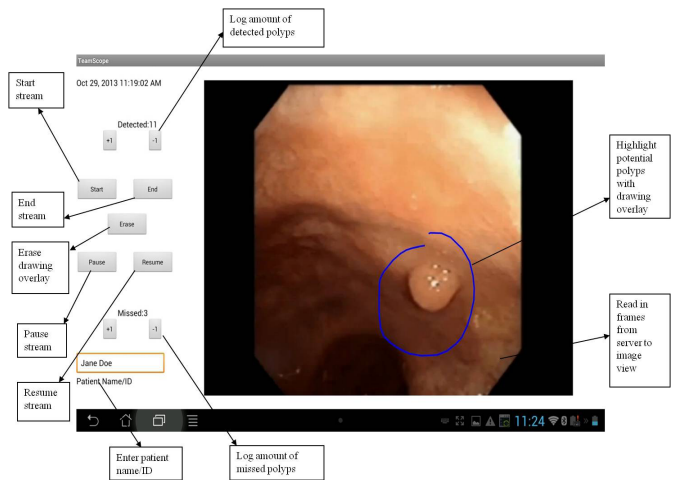 Log amount of
detected polyps
TeamScope
Oct 29, 2013 11:19:02 AM
Start
stream
Detected:11
+1
-1
Highlight
potential
polyps
with
drawing
overlay
Start
End
End
stream
Erase
Erase
drawing
overlay
Pause
Resume
Missed:3
+1
-1
Read in
frames
from
server to
image
view
Pause
stream
Jane Doe
Patient Name/ID
Resume
stream
11:24
Enter patient
name/ID
Log amount of
missed polyps